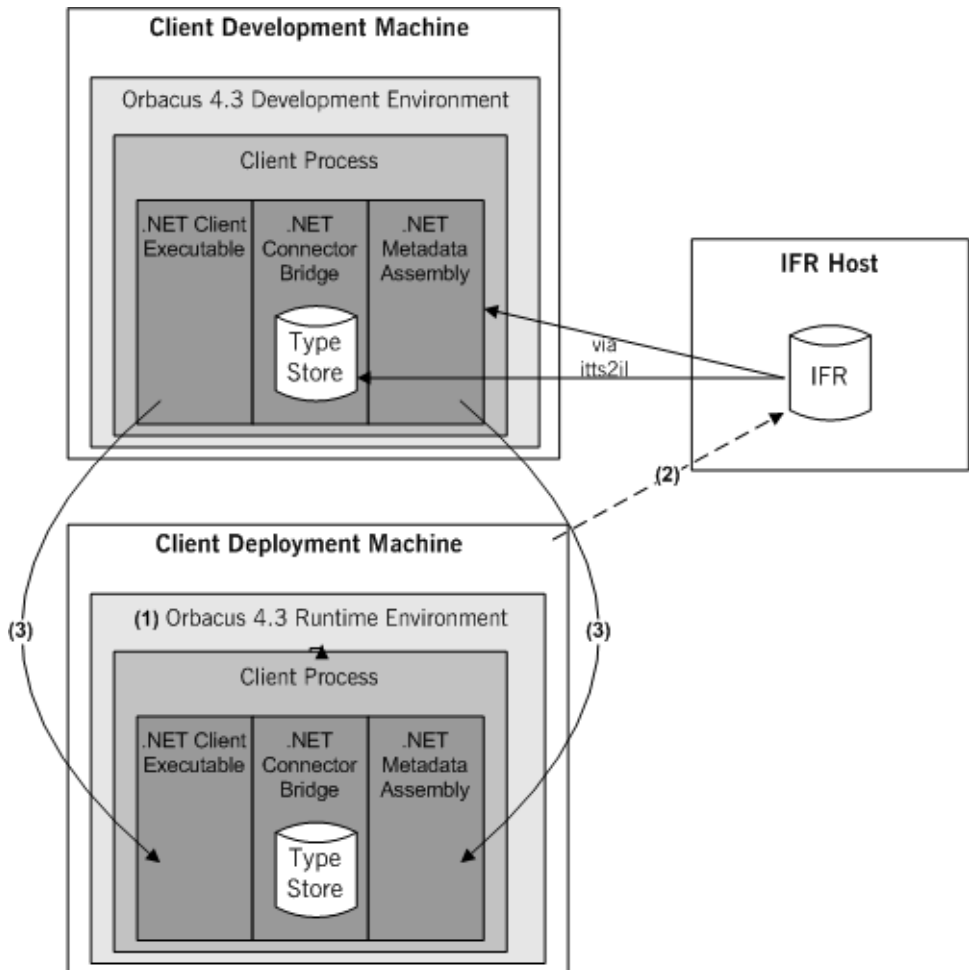 Client Development Machine
Orbacus 4.3 Development Environment
Client Process
.NET Client
Executable
.NET
Connector
Bridge
.NET
Metadata
Assembly
Type
Store
IFR Host
IFR
via
itts2il
(2)
Client Deployment Machine
(1) Orbacus 4.3 Runtime Environment
(3)
(3)
Client Process
.NET Client
Executable
.NET
Connector
Bridge
.NET
Metadata
Assembly
Type
Store